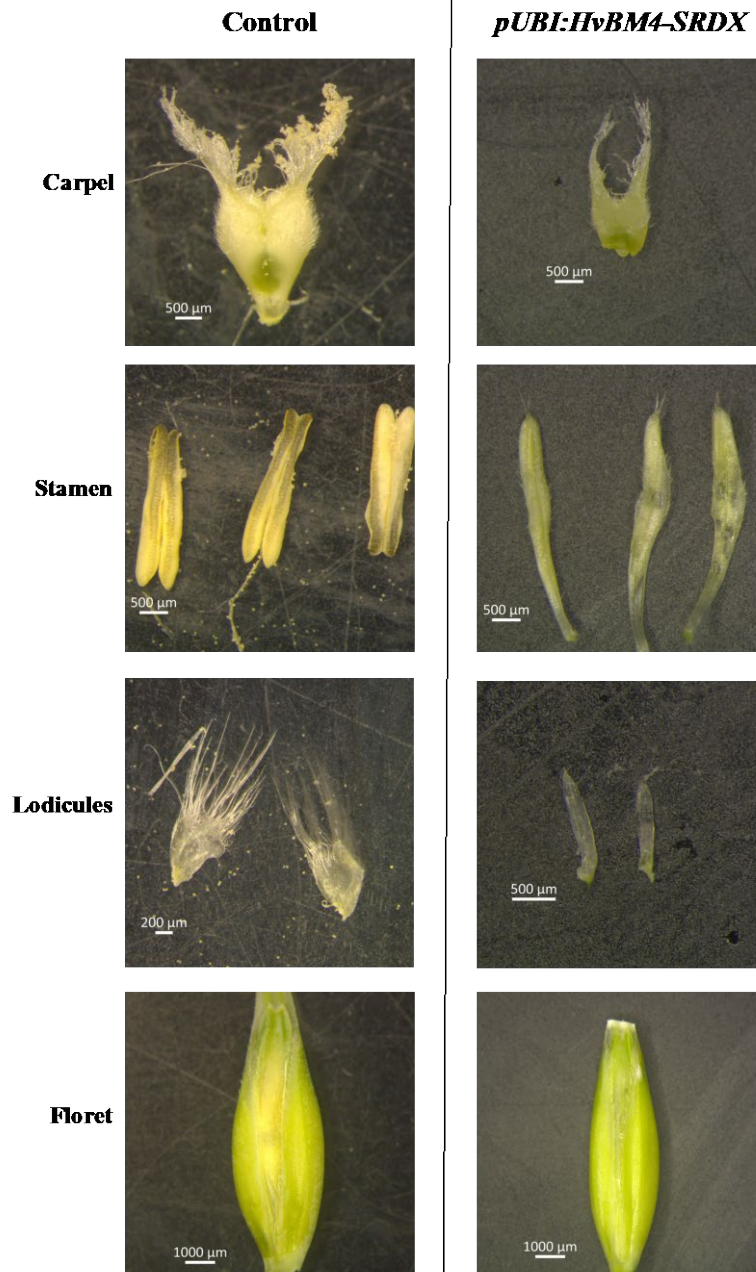 Control pUBI:HvBM4-SRDX
Carpel
500 µm 500 µm
Stamen
500 µm 500 µm
Lodicules
200 µm 500 µm
Floret
1000 µm 1000 µm